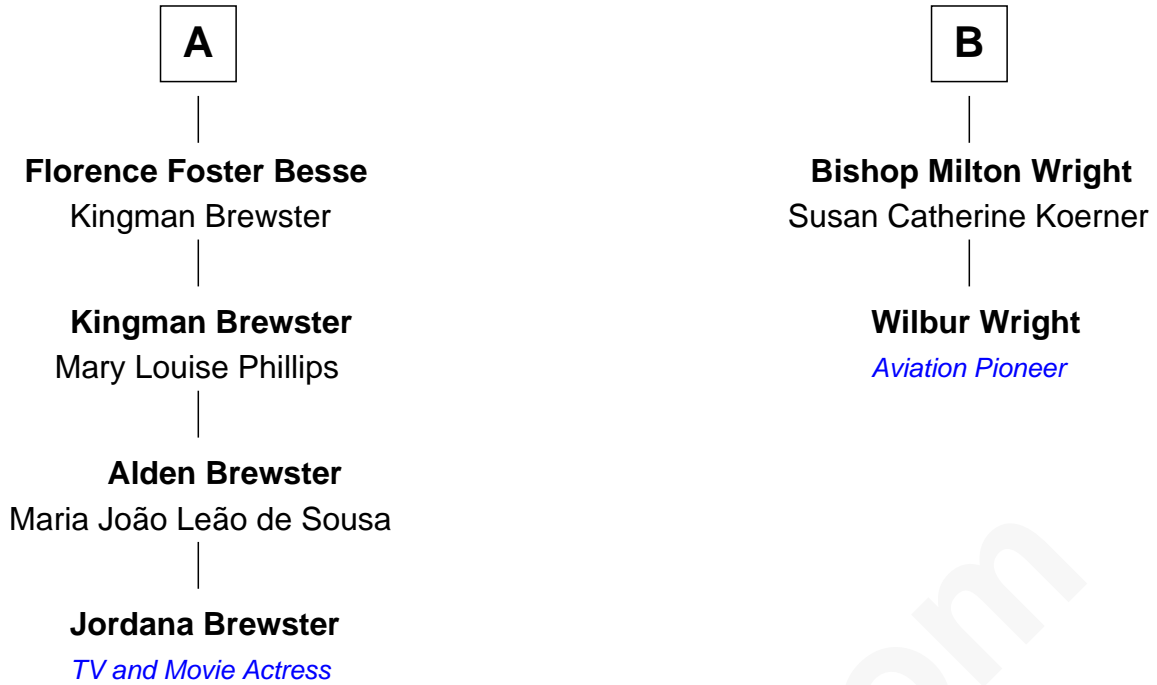 A
Florence Foster Besse
Kingman Brewster
Kingman Brewster
Mary Louise Phillips
Alden Brewster
Maria João Leão de Sousa
Jordana Brewster
TV and Movie Actress
B
Bishop Milton Wright
Susan Catherine Koerner
Wilbur Wright
Aviation Pioneer
om